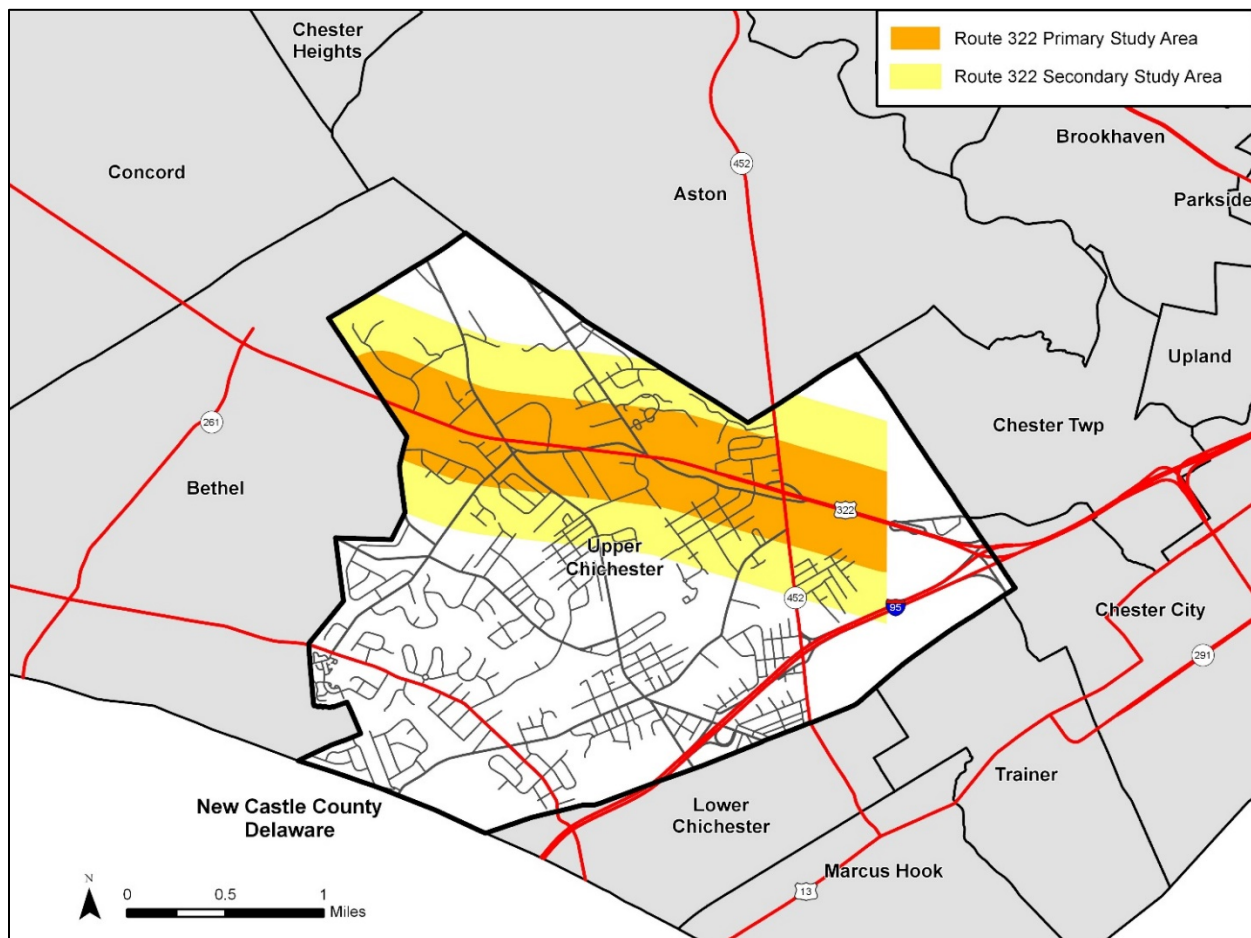 Chester
Heights
Route 322 Primary Study Area
Route 322 Secondary Study Area
Brookhaven
452
Concord
Aston
Parkside
Upland
261
Chester Twp
Bethel
322
Upper
Chichester
452
95
Chester City
291
Trainer
New Castle County
Delaware
Lower
Chichester
Marcus Hook
13
N
0 0.5 1
Miles